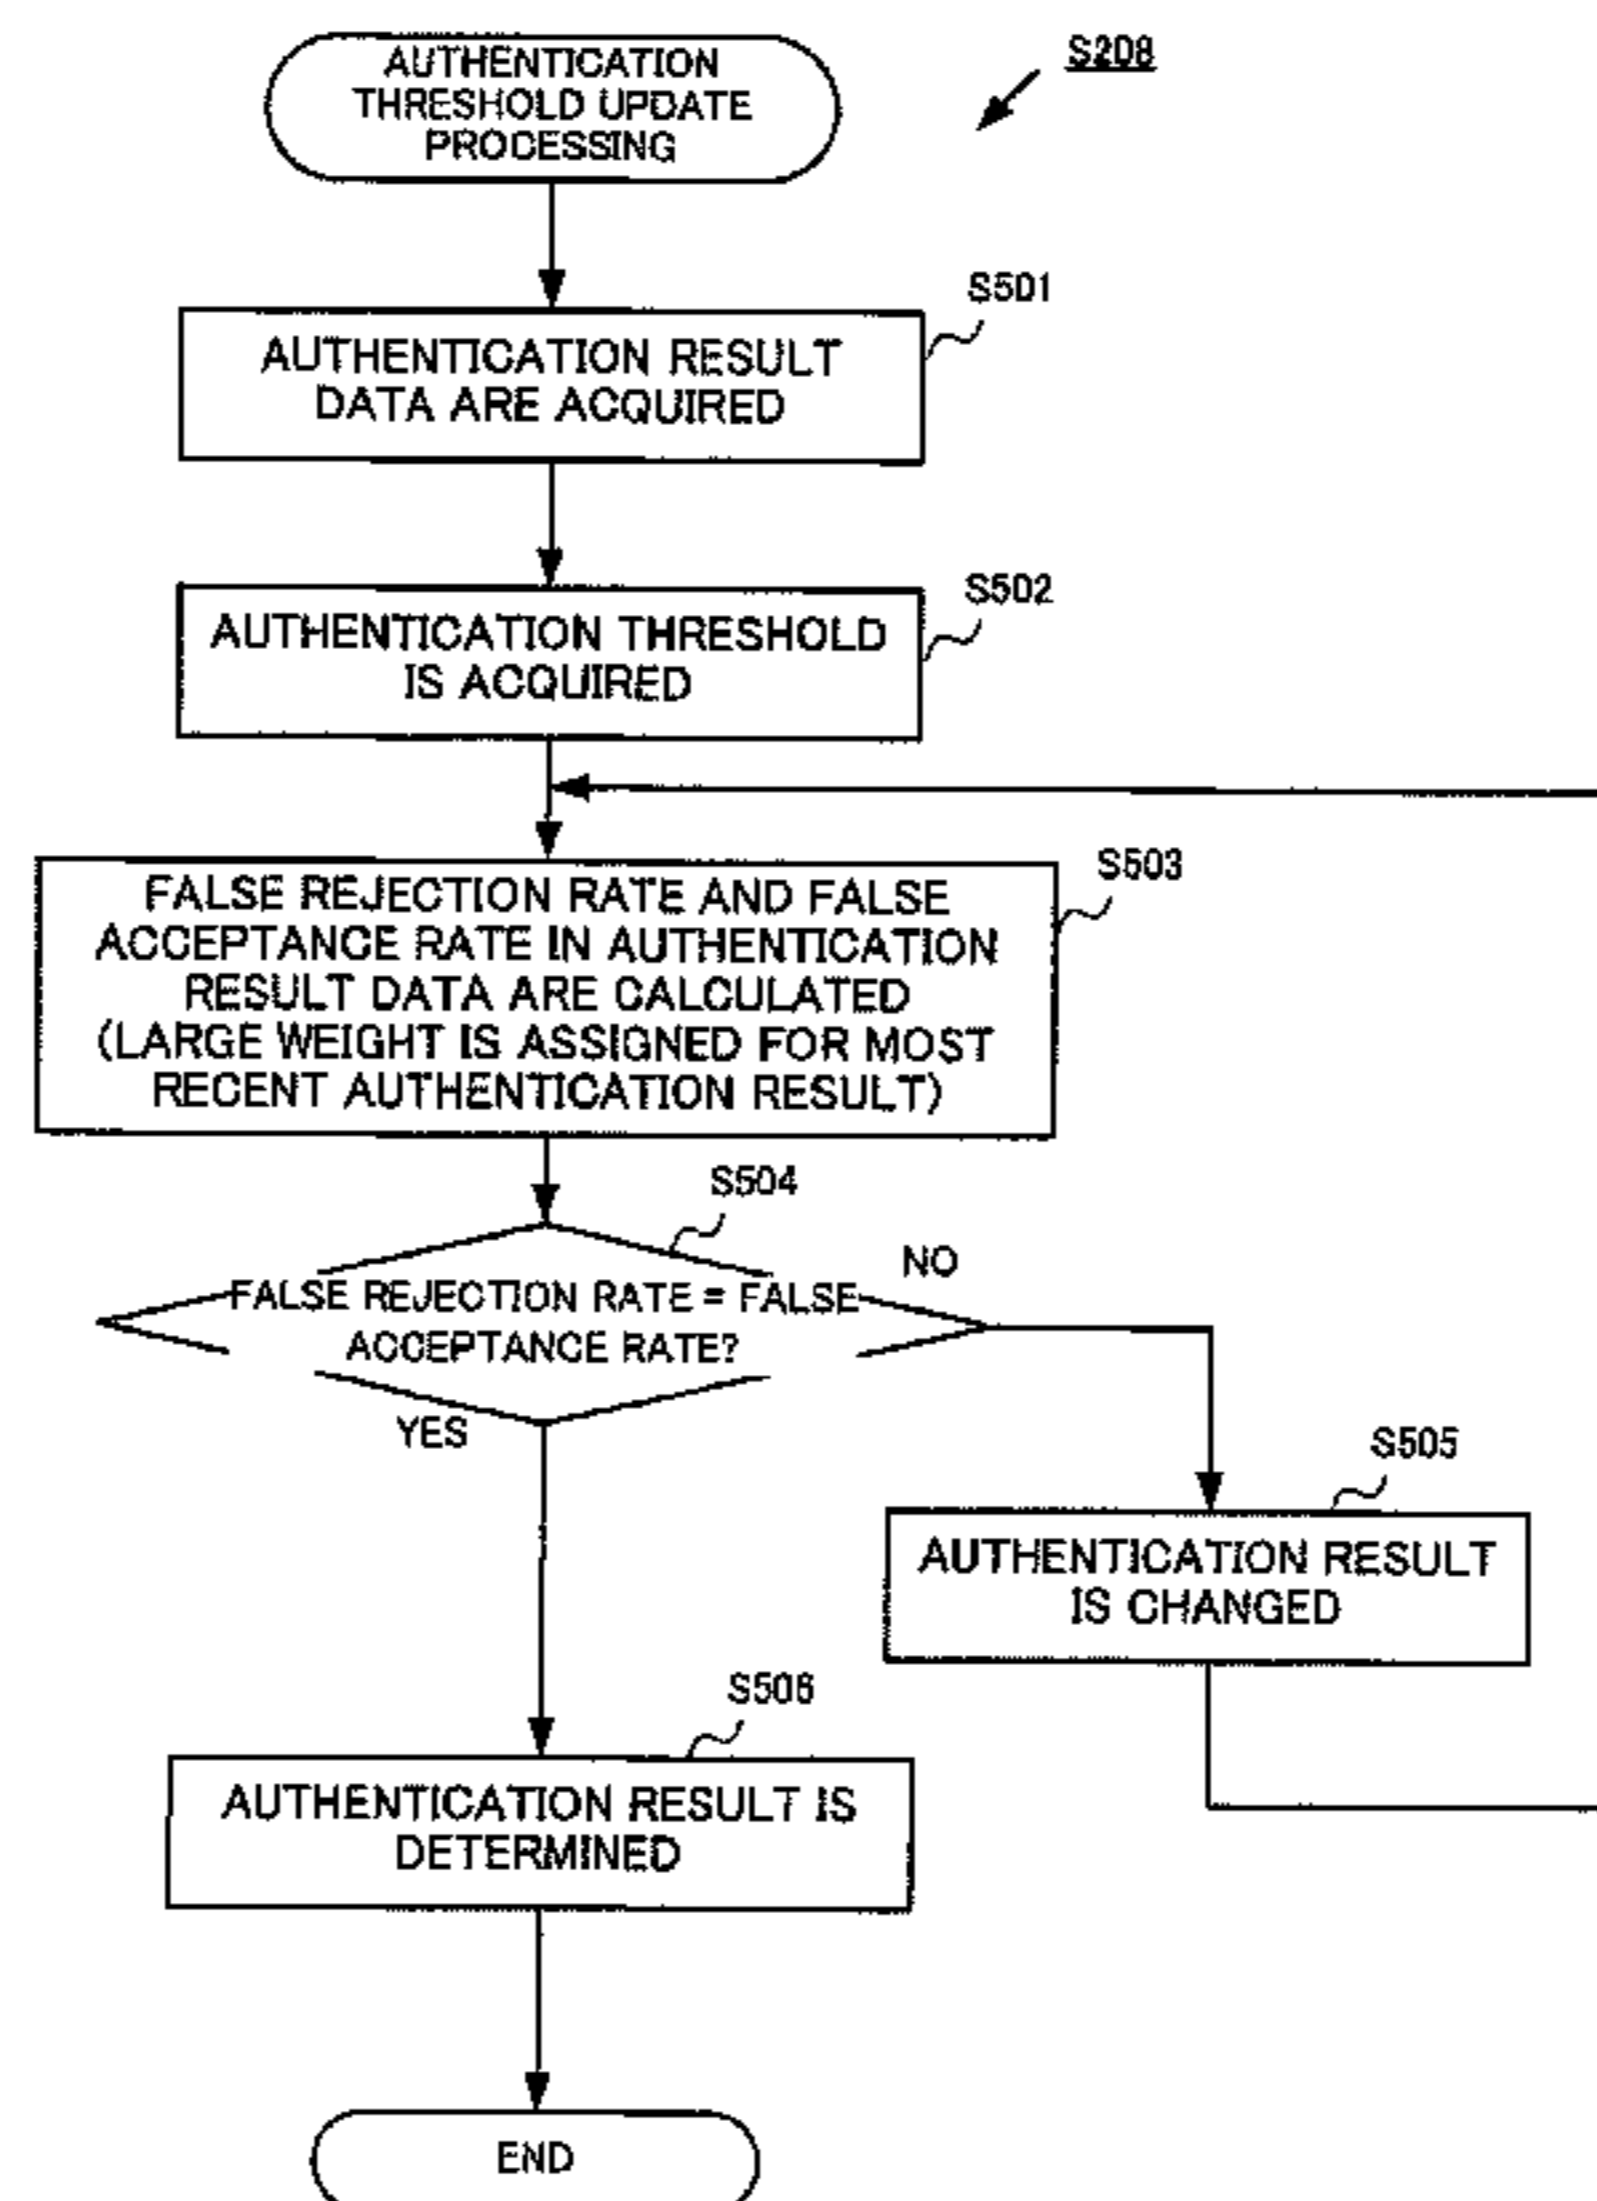 AUTHENTICATION
THRESHOLD UPDATE
PROCESSING
S208
S501
AUTHENTICATION RESULT
DATA ARE ACQUIRED
S502
AUTHENTICATION THRESHOLD
IS ACQUIRED
S503
FALSE REJECTION RATE AND FALSE
ACCEPTANCE RATE IN AUTHENTICATION
RESULT DATA ARE CALCULATED
(LARGE WEIGHT IS ASSIGNED FOR MOST
RECENT AUTHENTICATION RESULT)
S504
NO
FALSE REJECTION RATE = FALSE
ACCEPTANCE RATE?
YES
S505
AUTHENTICATION RESULT
IS CHANGED
S506
AUTHENTICATION RESULT IS
DETERMINED
END